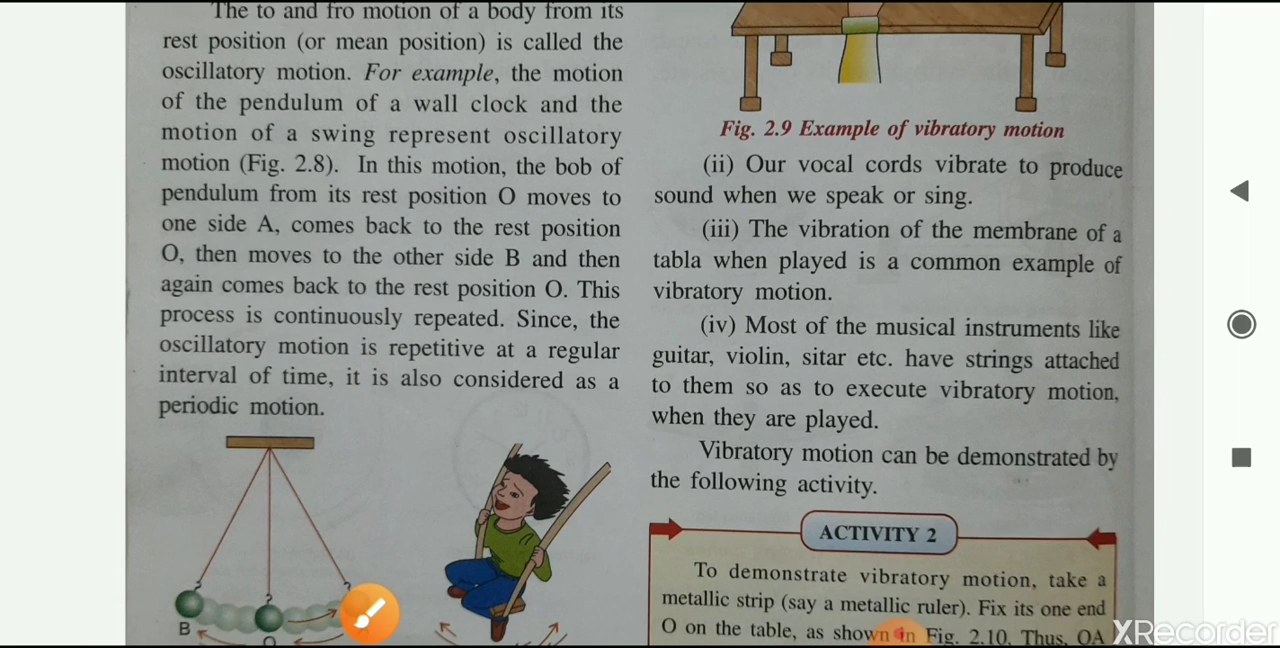 The to and fro motion of a body from its
rest position (or mean position) is called the
oscillatory motion. For example, the motion
of the pendulum of a wall clock and the
motion of a swing represent oscillatory
motion (Fig. 2.8). In this motion, the bob of
pendulum from its rest position O moves to
one side A, comes back to the rest position
O, then moves to the other side B and then
again comes back to the rest position O. This
process is continuously repeated. Since, the
oscillatory motion is repetitive at a regular
interval of time, it is also considered as a
periodic motion.
B
O
Fig. 2.9 Example of vibratory motion
(ii) Our vocal cords vibrate to produce
sound when we speak or sing.
(iii) The vibration of the membrane of a
tabla when played is a common example of
vibratory motion.
(iv) Most of the musical instruments like
guitar, violin, sitar etc. have strings attached
to them so as to execute vibratory motion,
when they are played.
Vibratory motion can be demonstrated by
the following activity.
ACTIVITY 2
To demonstrate vibratory motion, take a
metallic strip (say a metallic ruler). Fix its one end
O on the table, as shown in Fig. 2.10. Thus, OA
XRecorder